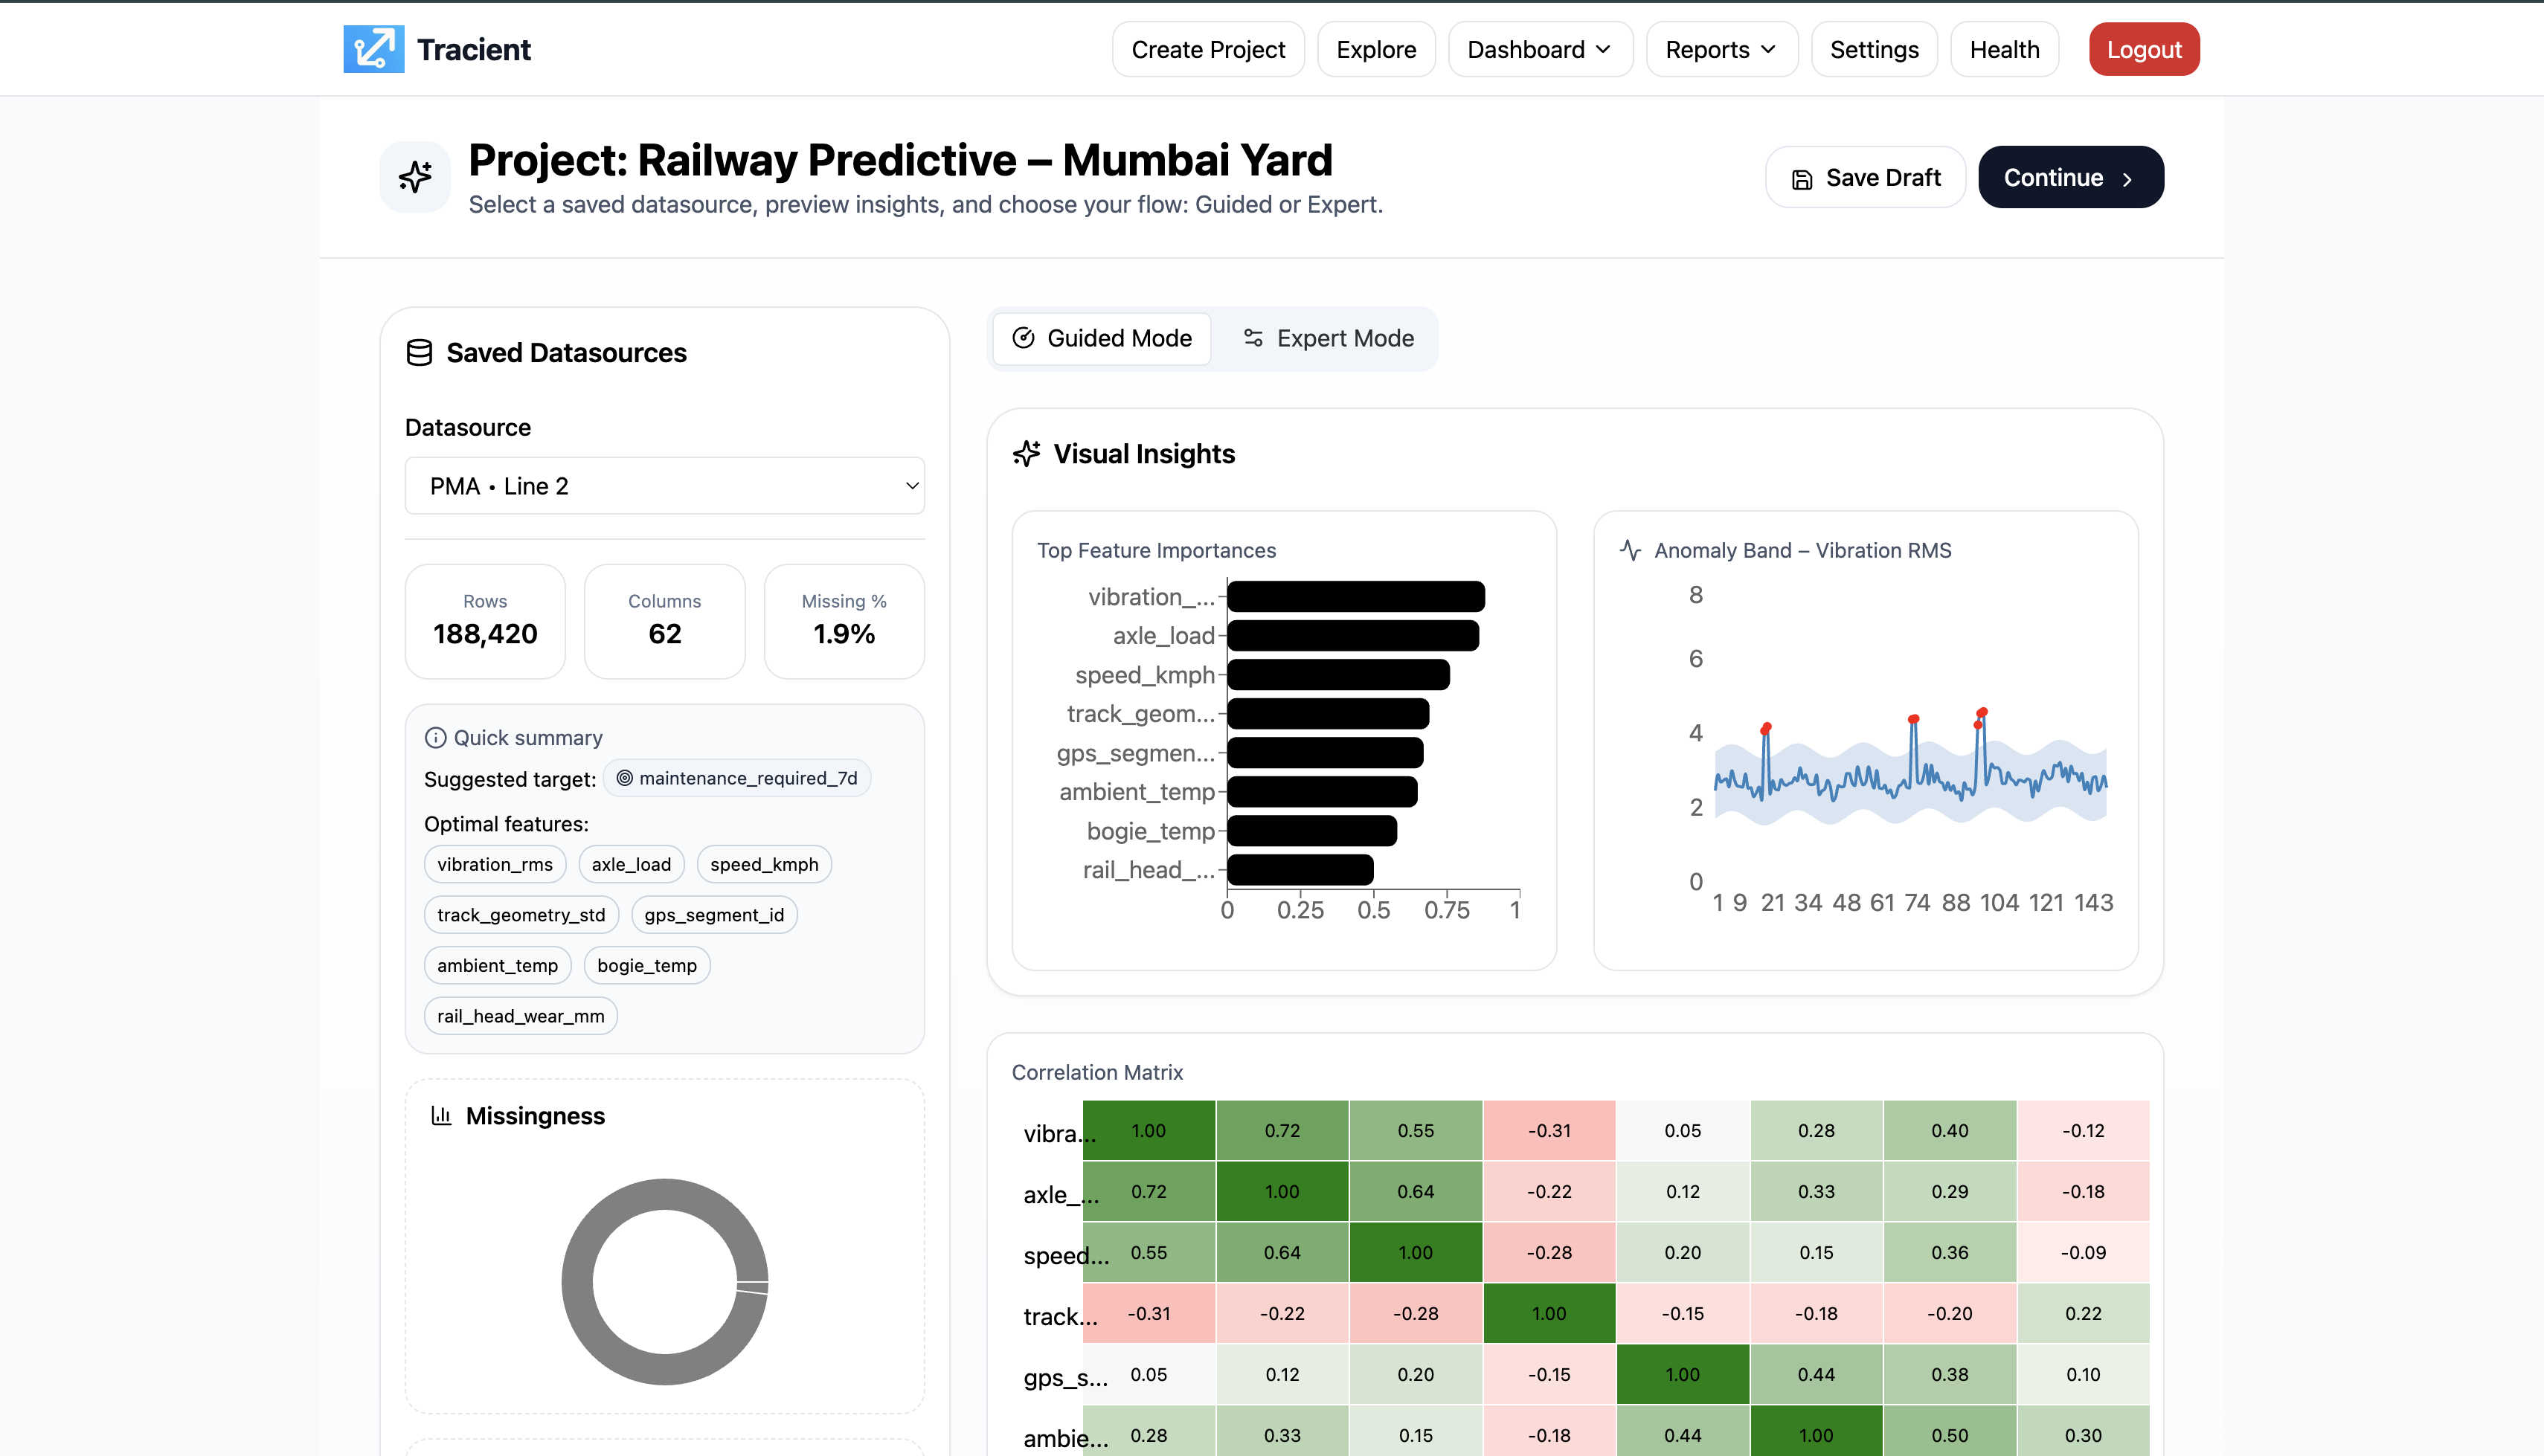 Tracient
Create Project
Explore
Dashboard
Reports
Settings
Health
Logout
Project: Railway Predictive – Mumbai Yard
Select a saved datasource, preview insights, and choose your flow: Guided or Expert.
Save Draft
Continue
Saved Datasources
Datasource
PMA • Line 2
Rows
188,420
Columns
62
Missing %
1.9%
Quick summary
Suggested target: maintenance_required_7d
Optimal features:
vibration_rms axle_load speed_kmph
track_geometry_std gps_segment_id
ambient_temp bogie_temp
rail_head_wear_mm
Missingness
Guided Mode
Expert Mode
Visual Insights
Top Feature Importances
vibration_...
axle_load
speed_kmph
track_geom...
gps_segmen...
ambient_temp
bogie_temp
rail_head_...
0 0.25 0.5 0.75 1
Anomaly Band – Vibration RMS
8
6
4
2
0
1 9 21 34 48 61 74 88 104 121 143
Correlation Matrix
vibra... 1.00 0.72 0.55 -0.31 0.05 0.28 0.40 -0.12
axle_... 0.72 1.00 0.64 -0.22 0.12 0.33 0.29 -0.18
speed... 0.55 0.64 1.00 -0.28 0.20 0.15 0.36 -0.09
track... -0.31 -0.22 -0.28 1.00 -0.15 -0.18 -0.20 0.22
gps_s... 0.05 0.12 0.20 -0.15 1.00 0.44 0.38 0.10
ambie... 0.28 0.33 0.15 -0.18 0.44 1.00 0.50 0.30